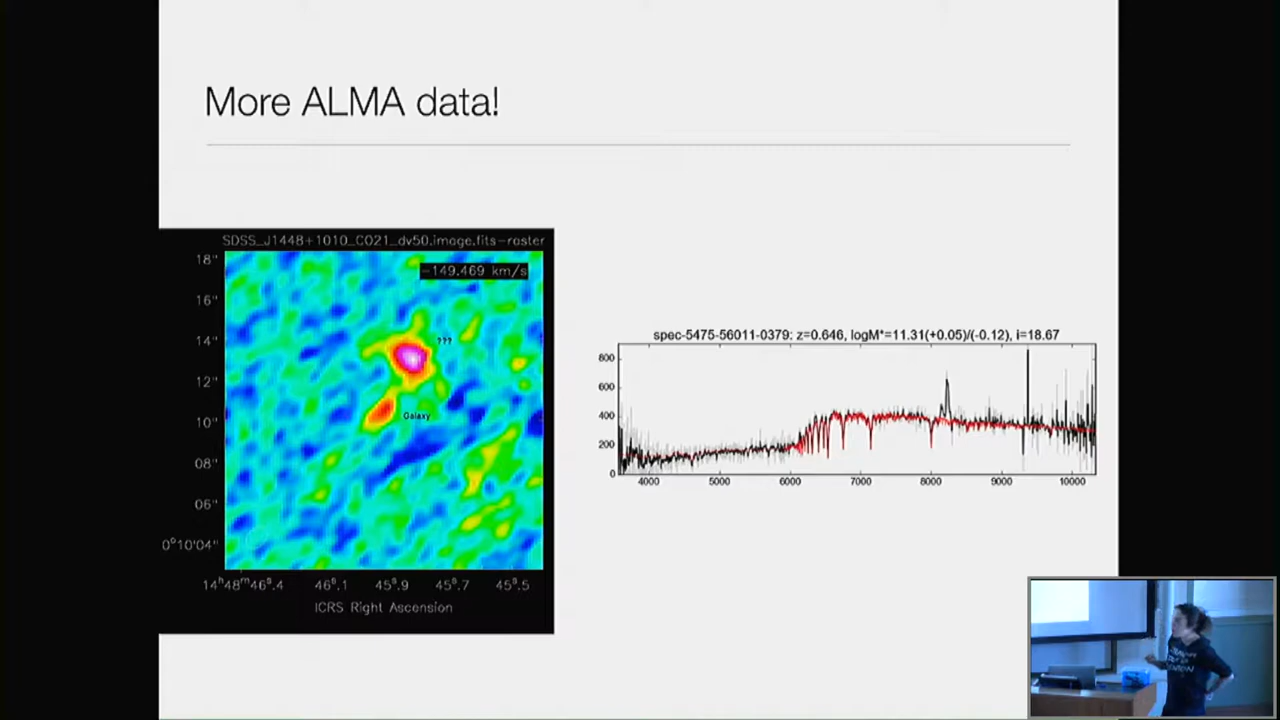 More ALMA data!
SDSS_J1448+1010_CO21_dv50.image.fits-raster
-149.469 km/s
18"
16"
14"
12"
10"
08"
06"
0°10'04"
???
Galaxy
14ʰ48ᵐ46ˢ.4 46ˢ.1 45ˢ.9 45ˢ.7 45ˢ.5
ICRS Right Ascension
spec-5475-56011-0379: z=0.646, logM*=11.31(+0.05)/(-0.12), i=18.67
800
600
400
200
0
4000 5000 6000 7000 8000 9000 10000